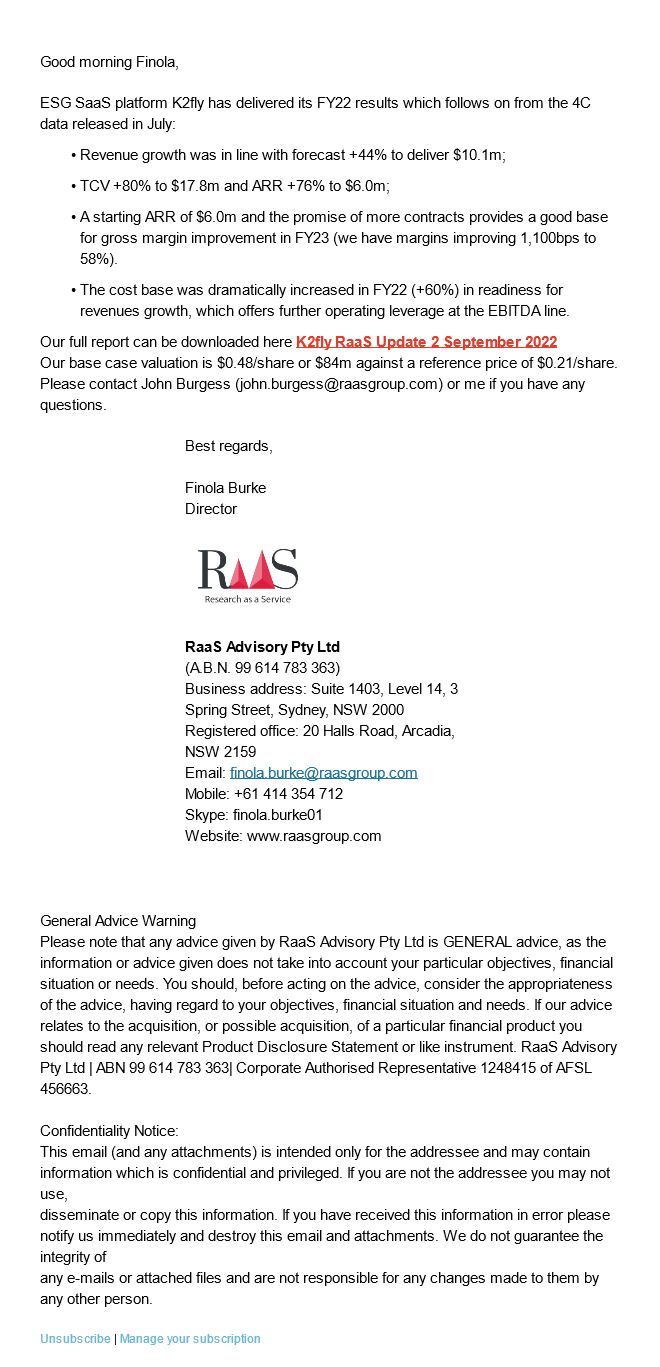 Good morning Finola,
ESG SaaS platform K2fly has delivered its FY22 results which follows on from the 4C
data released in July:
• Revenue growth was in line with forecast +44% to deliver $10.1m;
• TCV +80% to $17.8m and ARR +76% to $6.0m;
• A starting ARR of $6.0m and the promise of more contracts provides a good base
for gross margin improvement in FY23 (we have margins improving 1,100bps to
58%).
• The cost base was dramatically increased in FY22 (+60%) in readiness for
revenues growth, which offers further operating leverage at the EBITDA line.
Our full report can be downloaded here K2fly RaaS Update 2 September 2022
Our base case valuation is $0.48/share or $84m against a reference price of $0.21/share.
Please contact John Burgess (john.burgess@raasgroup.com) or me if you have any
questions.
Best regards,
Finola Burke
Director
RAAS
Research as a Service
RaaS Advisory Pty Ltd
(A.B.N. 99 614 783 363)
Business address: Suite 1403, Level 14, 3
Spring Street, Sydney, NSW 2000
Registered office: 20 Halls Road, Arcadia,
NSW 2159
Email: finola.burke@raasgroup.com
Mobile: +61 414 354 712
Skype: finola.burke01
Website: www.raasgroup.com
General Advice Warning
Please note that any advice given by RaaS Advisory Pty Ltd is GENERAL advice, as the
information or advice given does not take into account your particular objectives, financial
situation or needs. You should, before acting on the advice, consider the appropriateness
of the advice, having regard to your objectives, financial situation and needs. If our advice
relates to the acquisition, or possible acquisition, of a particular financial product you
should read any relevant Product Disclosure Statement or like instrument. RaaS Advisory
Pty Ltd | ABN 99 614 783 363| Corporate Authorised Representative 1248415 of AFSL
456663.
Confidentiality Notice:
This email (and any attachments) is intended only for the addressee and may contain
information which is confidential and privileged. If you are not the addressee you may not
use,
disseminate or copy this information. If you have received this information in error please
notify us immediately and destroy this email and attachments. We do not guarantee the
integrity of
any e-mails or attached files and are not responsible for any changes made to them by
any other person.
Unsubscribe | Manage your subscription